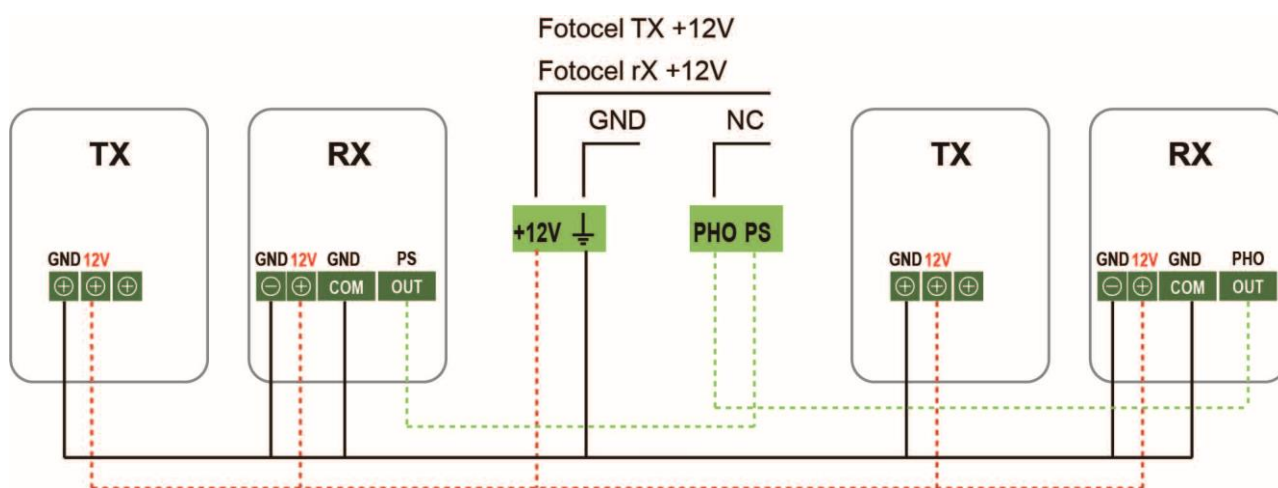 Fotocel TX +12V
Fotocel rX +12V
GND NC
TX RX TX RX
+12V PHO PS
GND 12V GND 12V GND PS GND 12V GND 12V GND PHO
COM OUT COM OUT